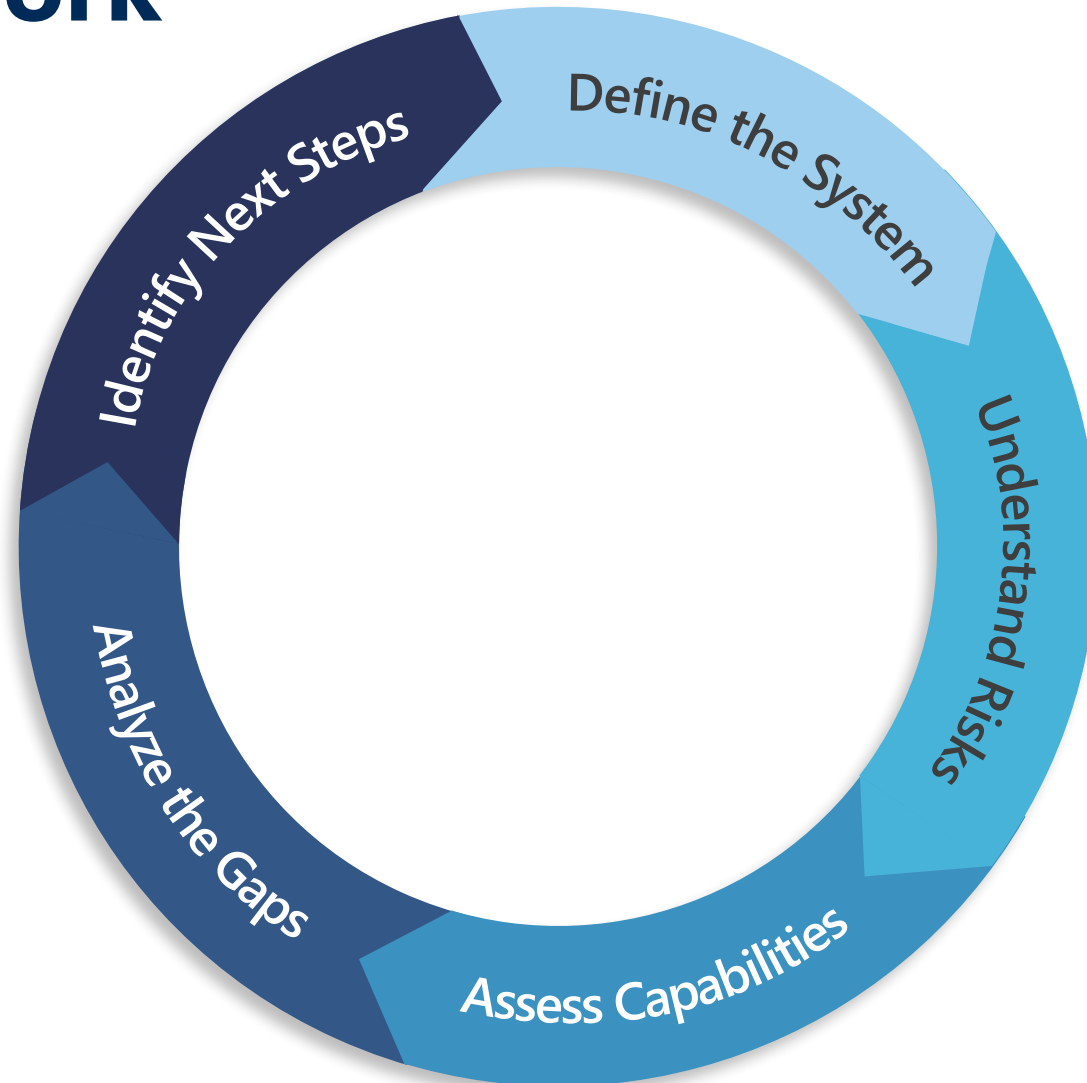 Define the System
Understand Risks
Assess Capabilities
Analyze the Gaps
Identify Next Steps